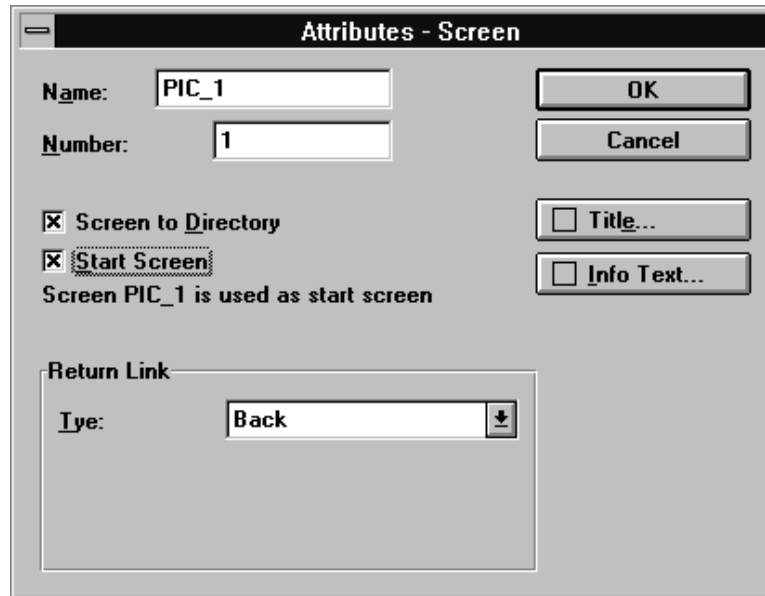 Attributes - Screen
Name: PIC_1
OK
Number: 1
Cancel
Screen to Directory
Title...
Start Screen
Info Text...
Screen PIC_1 is used as start screen
Return Link
Tye: Back